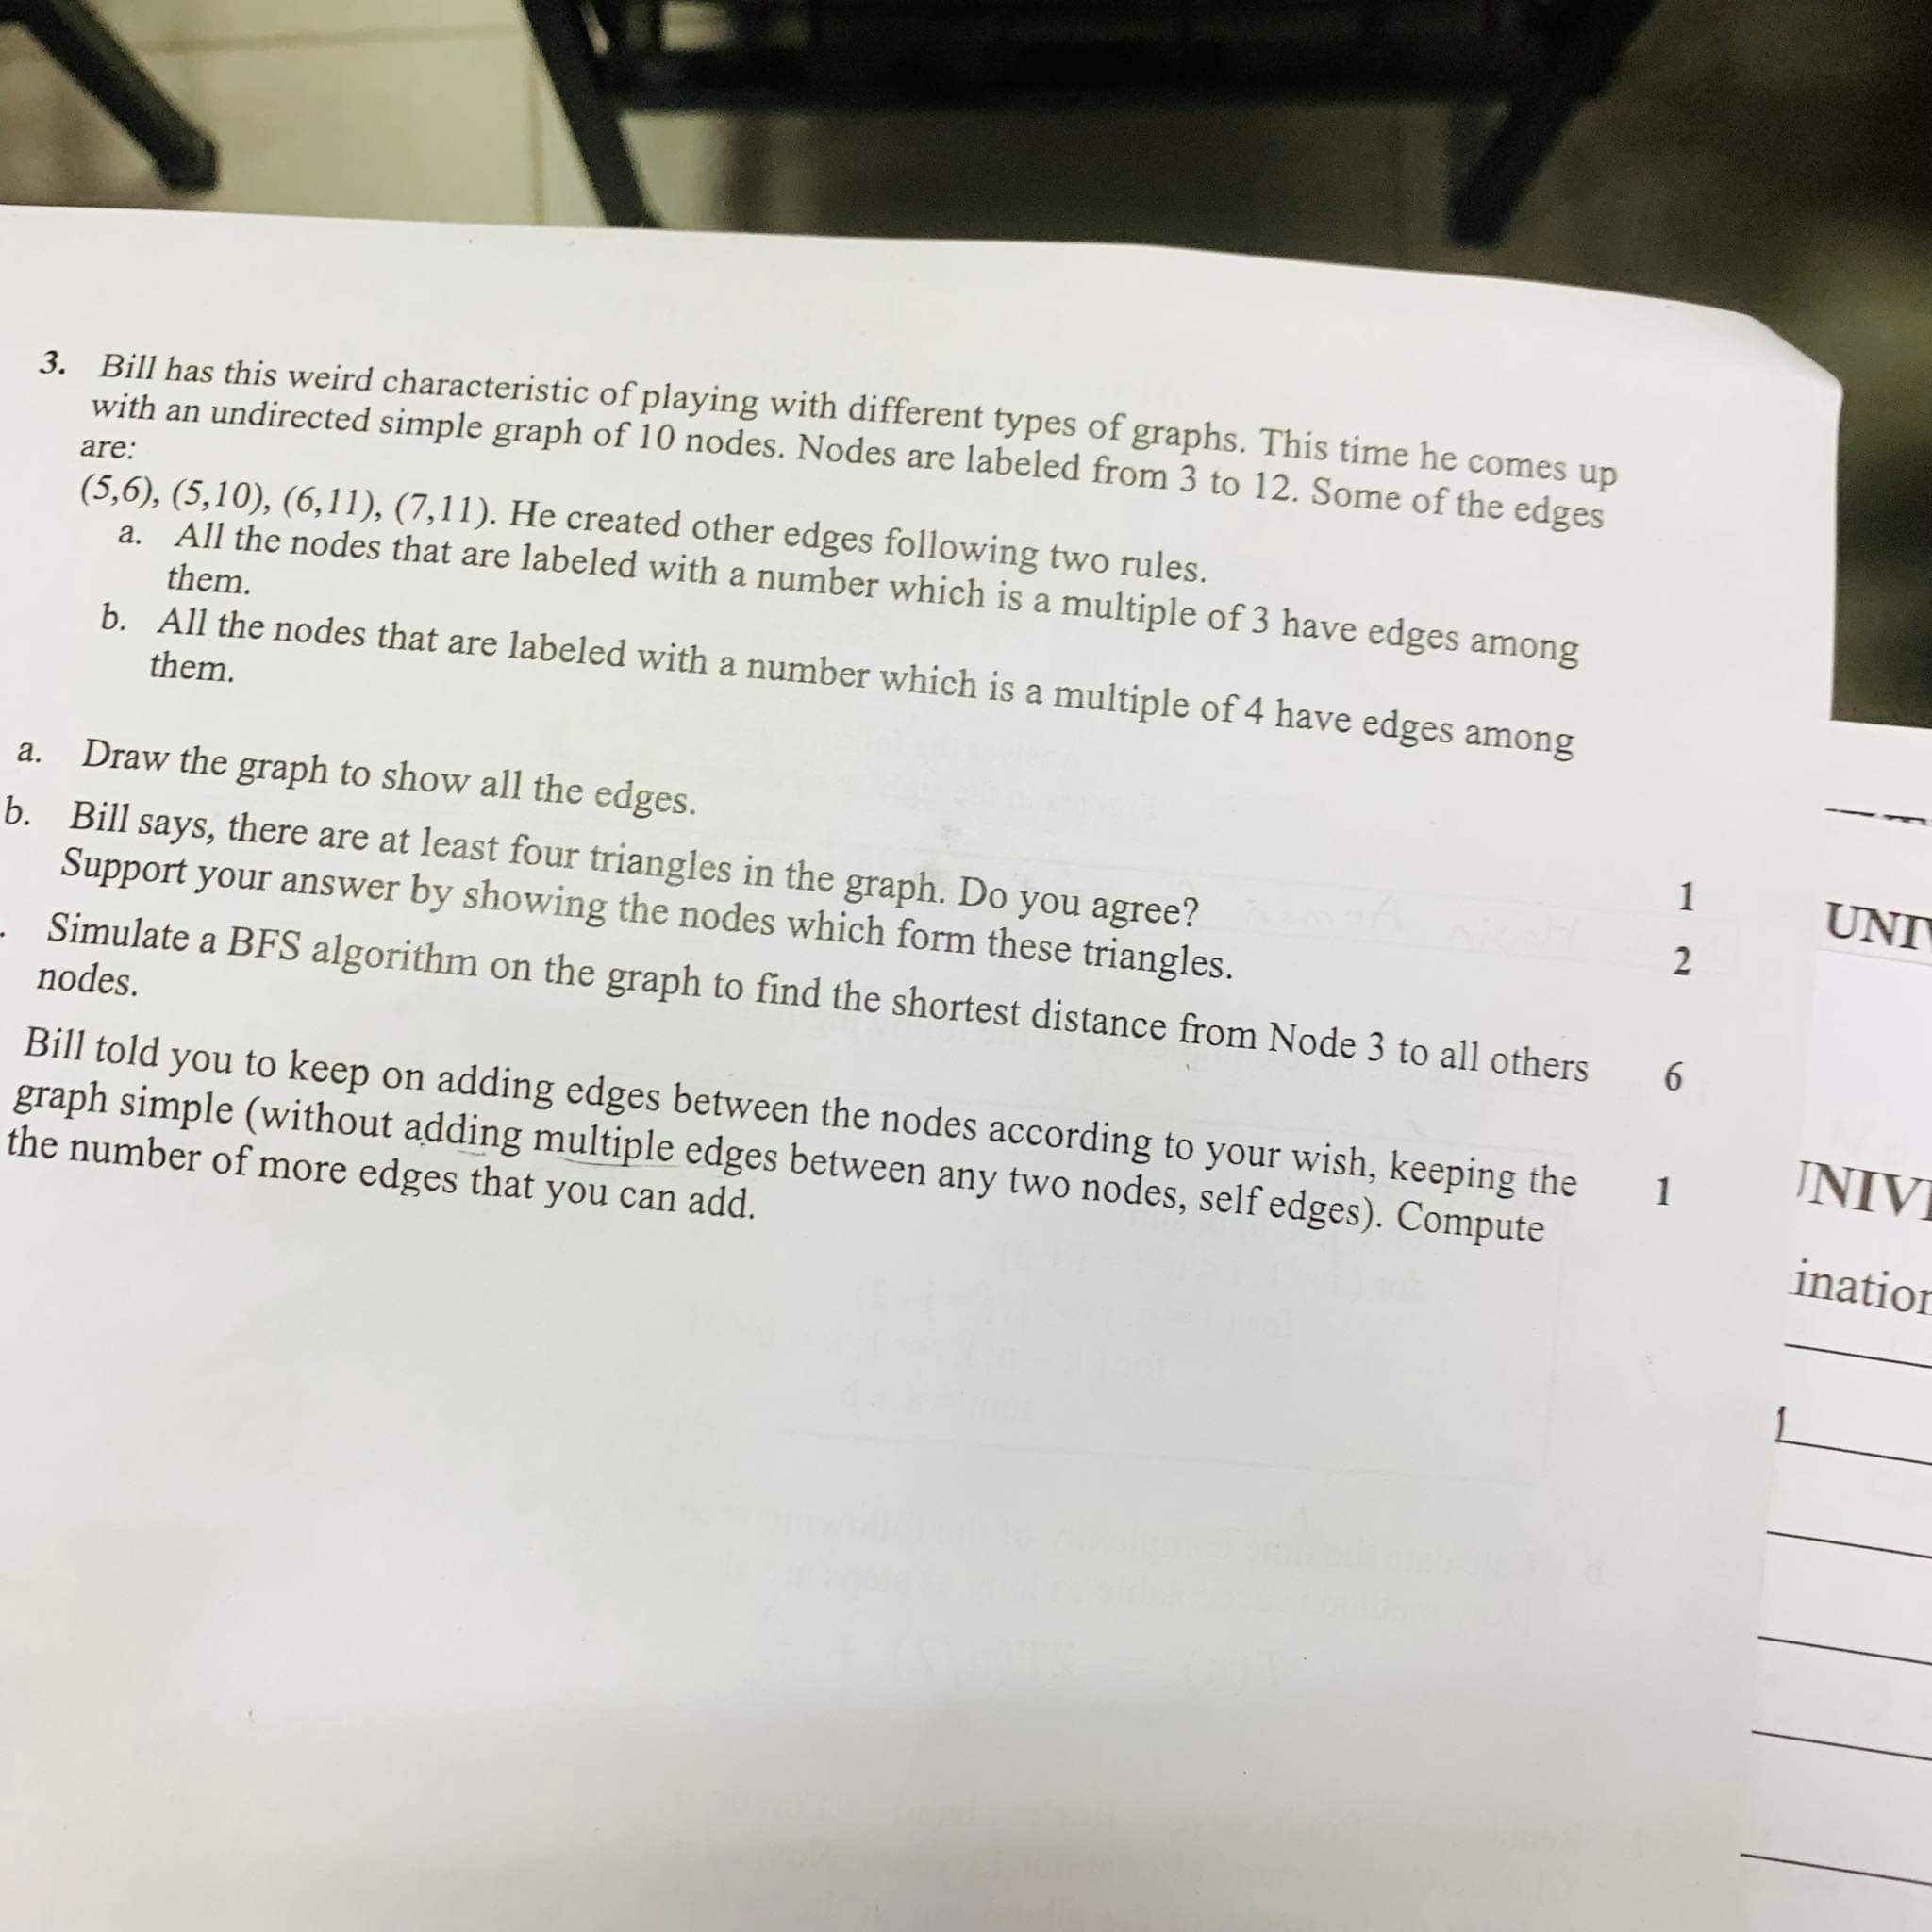 3. Bill has this weird characteristic of playing with different types of graphs. This time he comes up
with an undirected simple graph of 10 nodes. Nodes are labeled from 3 to 12. Some of the edges
are:
(5,6), (5,10), (6,11), (7,11). He created other edges following two rules.
a. All the nodes that are labeled with a number which is a multiple of 3 have edges among
them.
b. All the nodes that are labeled with a number which is a multiple of 4 have edges among
them.
a. Draw the graph to show all the edges. 1
b. Bill says, there are at least four triangles in the graph. Do you agree? 2
Support your answer by showing the nodes which form these triangles.
. Simulate a BFS algorithm on the graph to find the shortest distance from Node 3 to all others 6
nodes.
Bill told you to keep on adding edges between the nodes according to your wish, keeping the 1
graph simple (without adding multiple edges between any two nodes, self edges). Compute
the number of more edges that you can add.
UNIV
UNIVE
ination